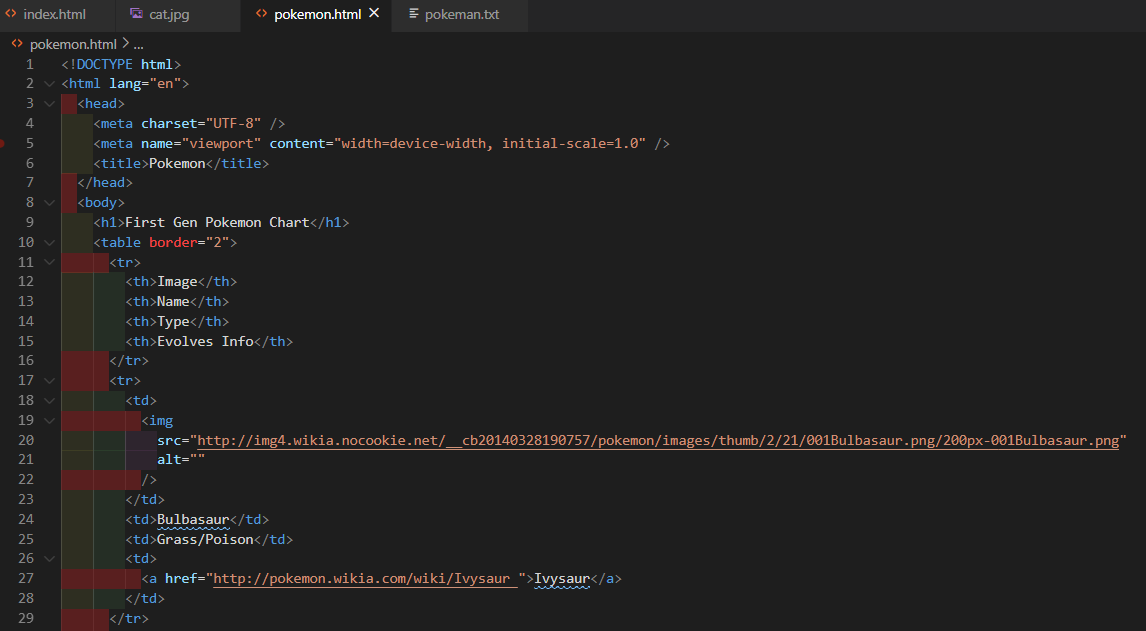 index.html cat.jpg pokemon.html pokeman.txt
pokemon.html > ...
1 <!DOCTYPE html>
2 <html lang="en">
3 <head>
4 <meta charset="UTF-8" />
5 <meta name="viewport" content="width=device-width, initial-scale=1.0" />
6 <title>Pokemon</title>
7 </head>
8 <body>
9 <h1>First Gen Pokemon Chart</h1>
10 <table border="2">
11 <tr>
12 <th>Image</th>
13 <th>Name</th>
14 <th>Type</th>
15 <th>Evolves Info</th>
16 </tr>
17 <tr>
18 <td>
19 <img
20 src="http://img4.wikia.nocookie.net/__cb20140328190757/pokemon/images/thumb/2/21/001Bulbasaur.png/200px-001Bulbasaur.png"
21 alt=""
22 />
23 </td>
24 <td>Bulbasaur</td>
25 <td>Grass/Poison</td>
26 <td>
27 <a href="http://pokemon.wikia.com/wiki/Ivysaur ">Ivysaur</a>
28 </td>
29 </tr>